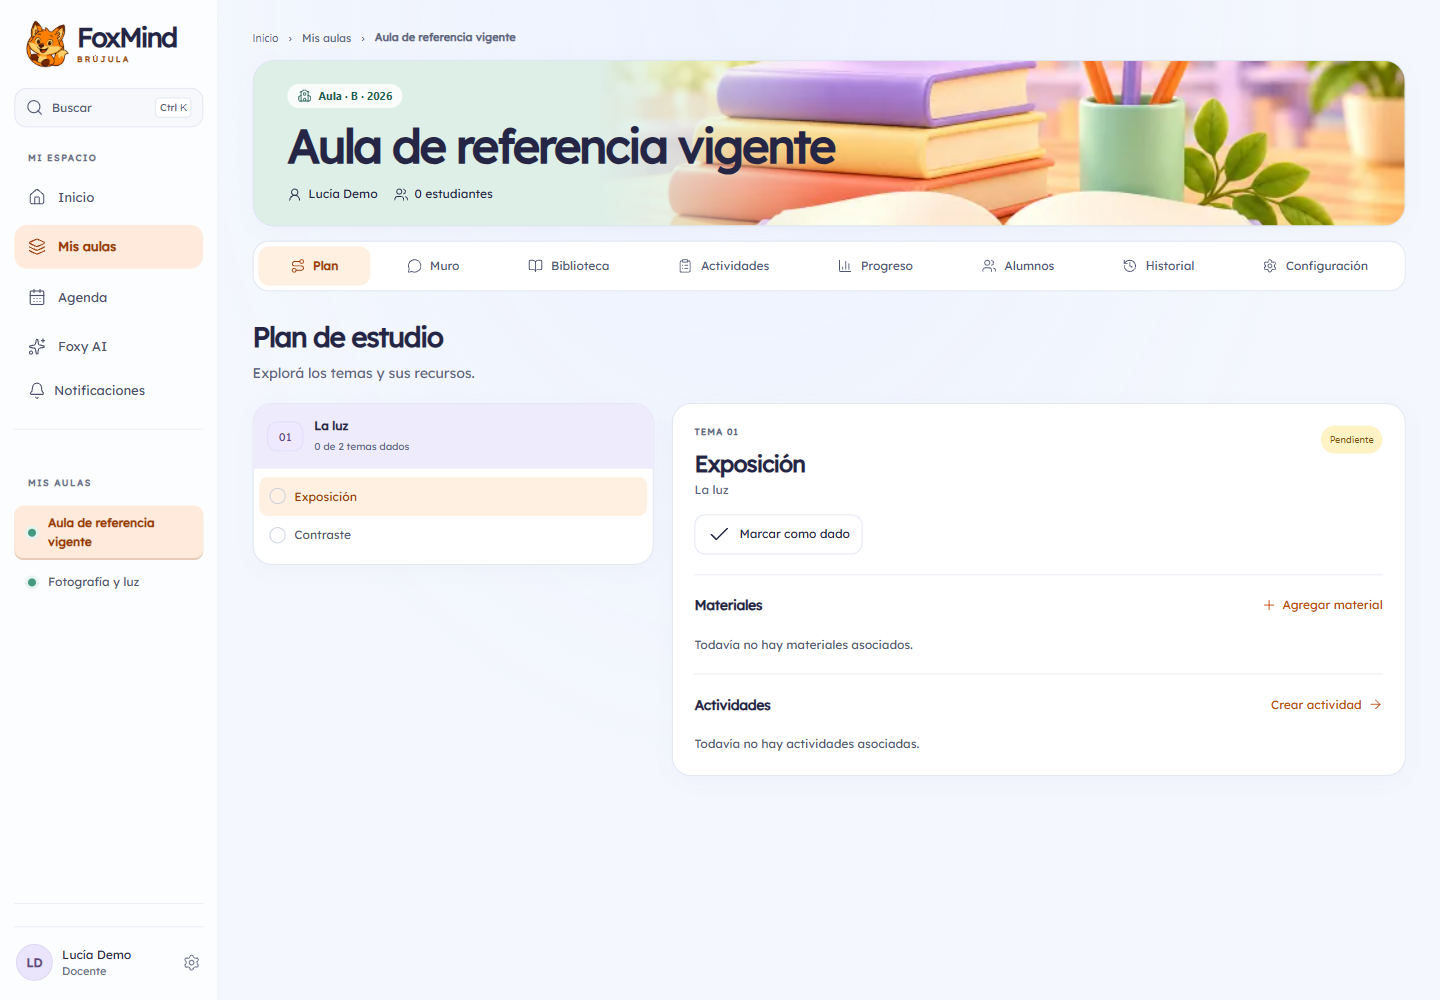 FoxMind
BRÚJULA
Buscar
Ctrl K
MI ESPACIO
Inicio
Mis aulas
Agenda
Foxy AI
Notificaciones
MIS AULAS
Aula de referencia
vigente
Fotografía y luz
LD
Lucía Demo
Docente
Inicio › Mis aulas › Aula de referencia vigente
Aula · B · 2026
Aula de referencia vigente
Lucía Demo 0 estudiantes
Plan Muro Biblioteca Actividades Progreso Alumnos Historial Configuración
Plan de estudio
Explorá los temas y sus recursos.
01
La luz
0 de 2 temas dados
Exposición
Contraste
TEMA 01
Pendiente
Exposición
La luz
Marcar como dado
Materiales
Agregar material
Todavía no hay materiales asociados.
Actividades
Crear actividad
Todavía no hay actividades asociadas.